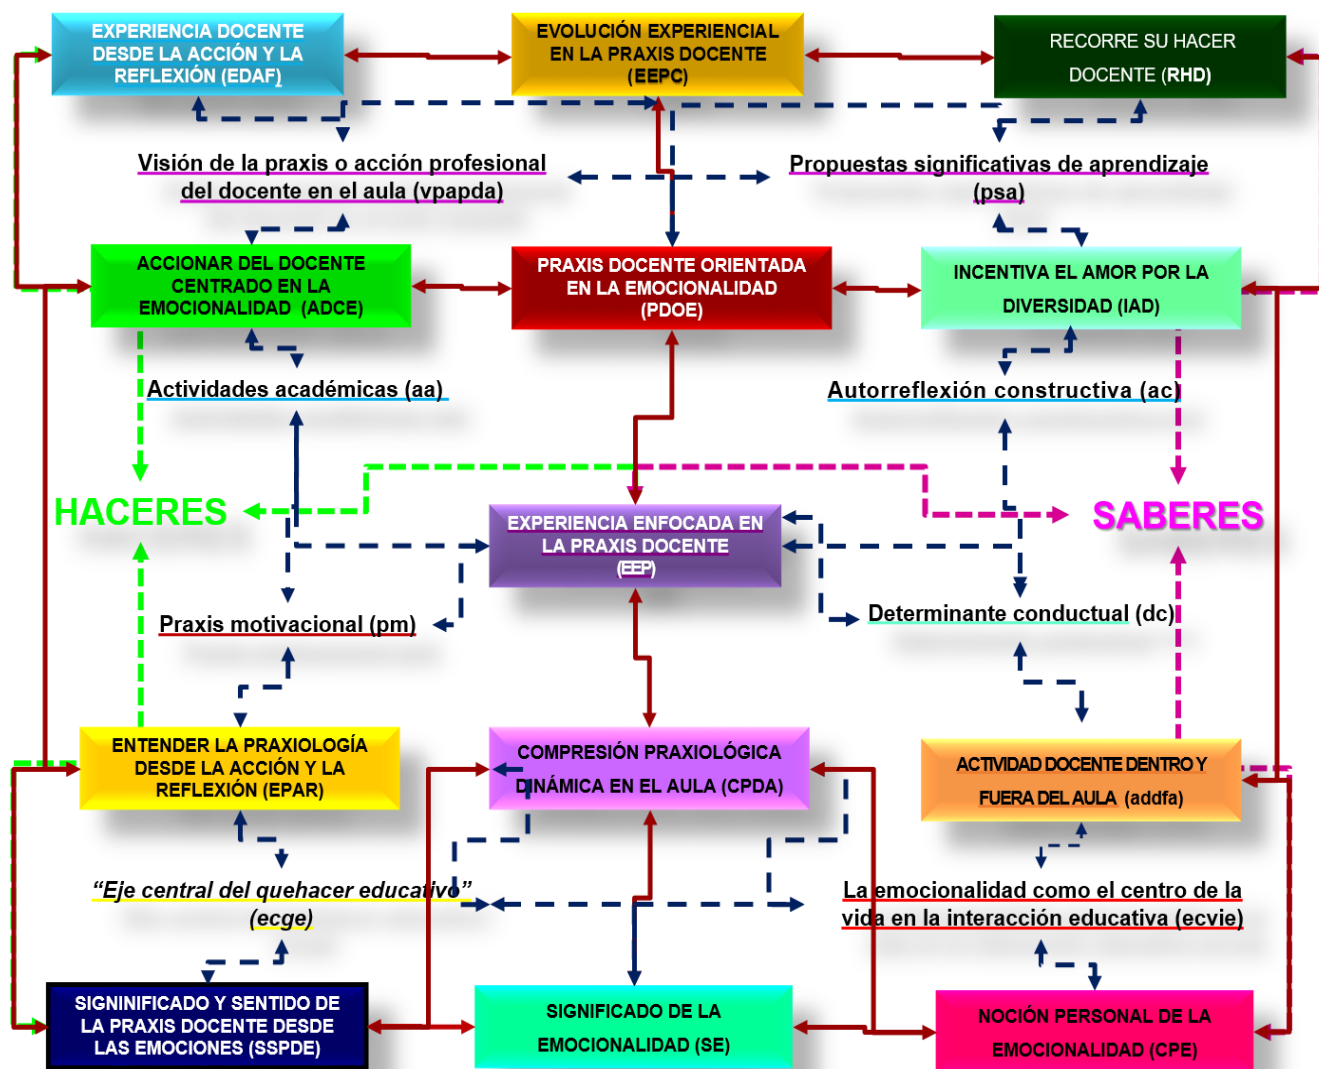 EXPERIENCIA DOCENTE
DESDE LA ACCIÓN Y LA
REFLEXIÓN (EDAF)
EVOLUCIÓN EXPERIENCIAL
EN LA PRAXIS DOCENTE
(EEPC)
RECORRE SU HACER
DOCENTE (RHD)
Visión de la praxis o acción profesional
del docente en el aula (vpapda)
Propuestas significativas de aprendizaje
(psa)
ACCIONAR DEL DOCENTE
CENTRADO EN LA
EMOCIONALIDAD (ADCE)
PRAXIS DOCENTE ORIENTADA
EN LA EMOCIONALIDAD
(PDOE)
INCENTIVA EL AMOR POR LA
DIVERSIDAD (IAD)
Actividades académicas (aa)
Autorreflexión constructiva (ac)
HACERES
EXPERIENCIA ENFOCADA EN
LA PRAXIS DOCENTE
(EEP)
SABERES
Praxis motivacional (pm)
Determinante conductual (dc)
ENTENDER LA PRAXIOLOGÍA
DESDE LA ACCIÓN Y LA
REFLEXIÓN (EPAR)
COMPRESIÓN PRAXIOLÓGICA
DINÁMICA EN EL AULA (CPDA)
ACTIVIDAD DOCENTE DENTRO Y
FUERA DEL AULA (addfa)
“Eje central del quehacer educativo”
(ecge)
La emocionalidad como el centro de la
vida en la interacción educativa (ecvie)
SIGNINIFICADO Y SENTIDO DE
LA PRAXIS DOCENTE DESDE
LAS EMOCIONES (SSPDE)
SIGNIFICADO DE LA
EMOCIONALIDAD (SE)
NOCIÓN PERSONAL DE LA
EMOCIONALIDAD (CPE)